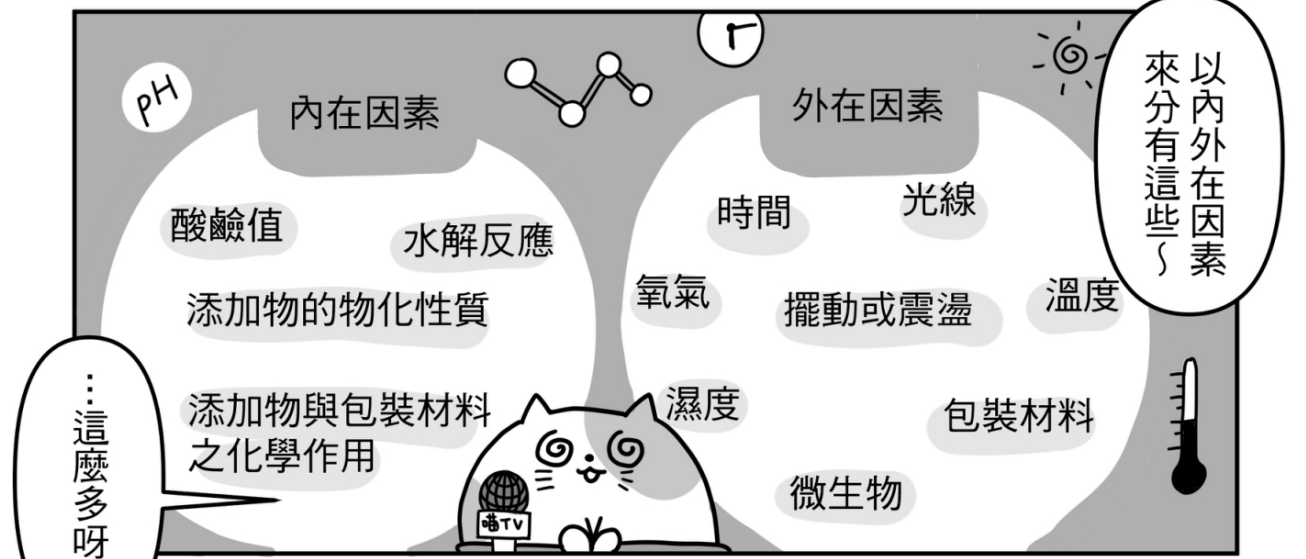 以內外在因素
來分有這些～
pH
內在因素
酸鹼值
水解反應
添加物的物化性質
添加物與包裝材料
之化學作用
外在因素
時間
光線
氧氣
擺動或震盪
溫度
濕度
包裝材料
微生物
喵TV
…這麼多呀